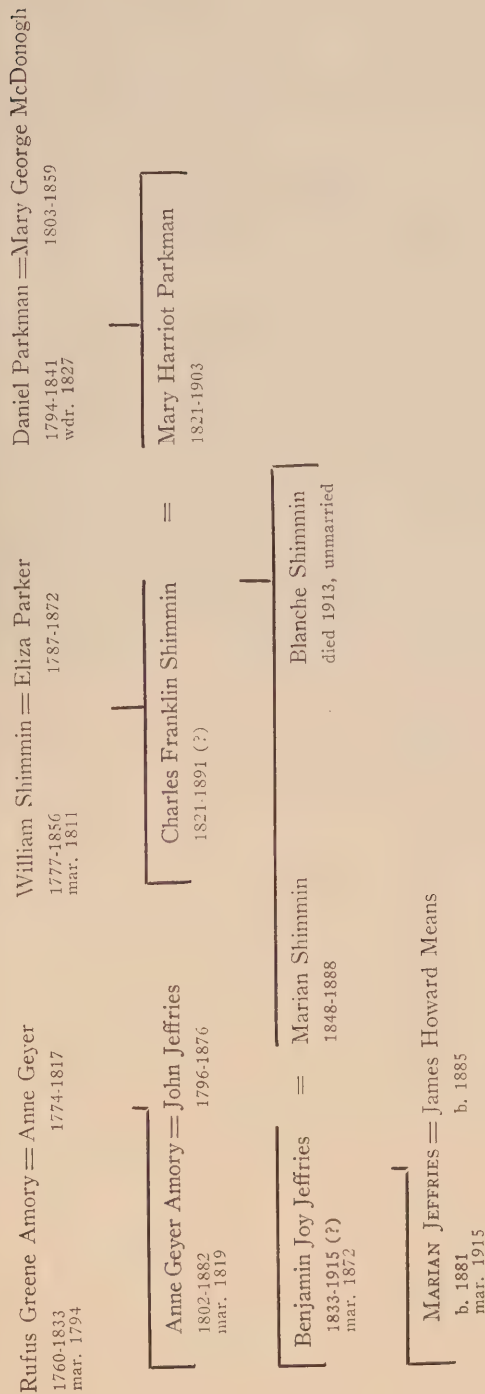 Rufus Greene Amory = Anne Geyer
1760-1833 1774-1817
mar. 1794
William Shimmin = Eliza Parker
1777-1856 1787-1872
mar. 1811
Daniel Parkman = Mary George McDonogh
1794-1841 1803-1859
wdr. 1827
Anne Geyer Amory = John Jeffries
1802-1882 1796-1876
mar. 1819
Charles Franklin Shimmin = Mary Harriot Parkman
1821-1891 (?) 1821-1903
Benjamin Joy Jeffries = Marian Shimmin
1833-1915 (?) 1848-1888
mar. 1872
Blanche Shimmin
died 1913, unmarried
MARIAN JEFFRIES = James Howard Means
b. 1881 b. 1885
mar. 1915